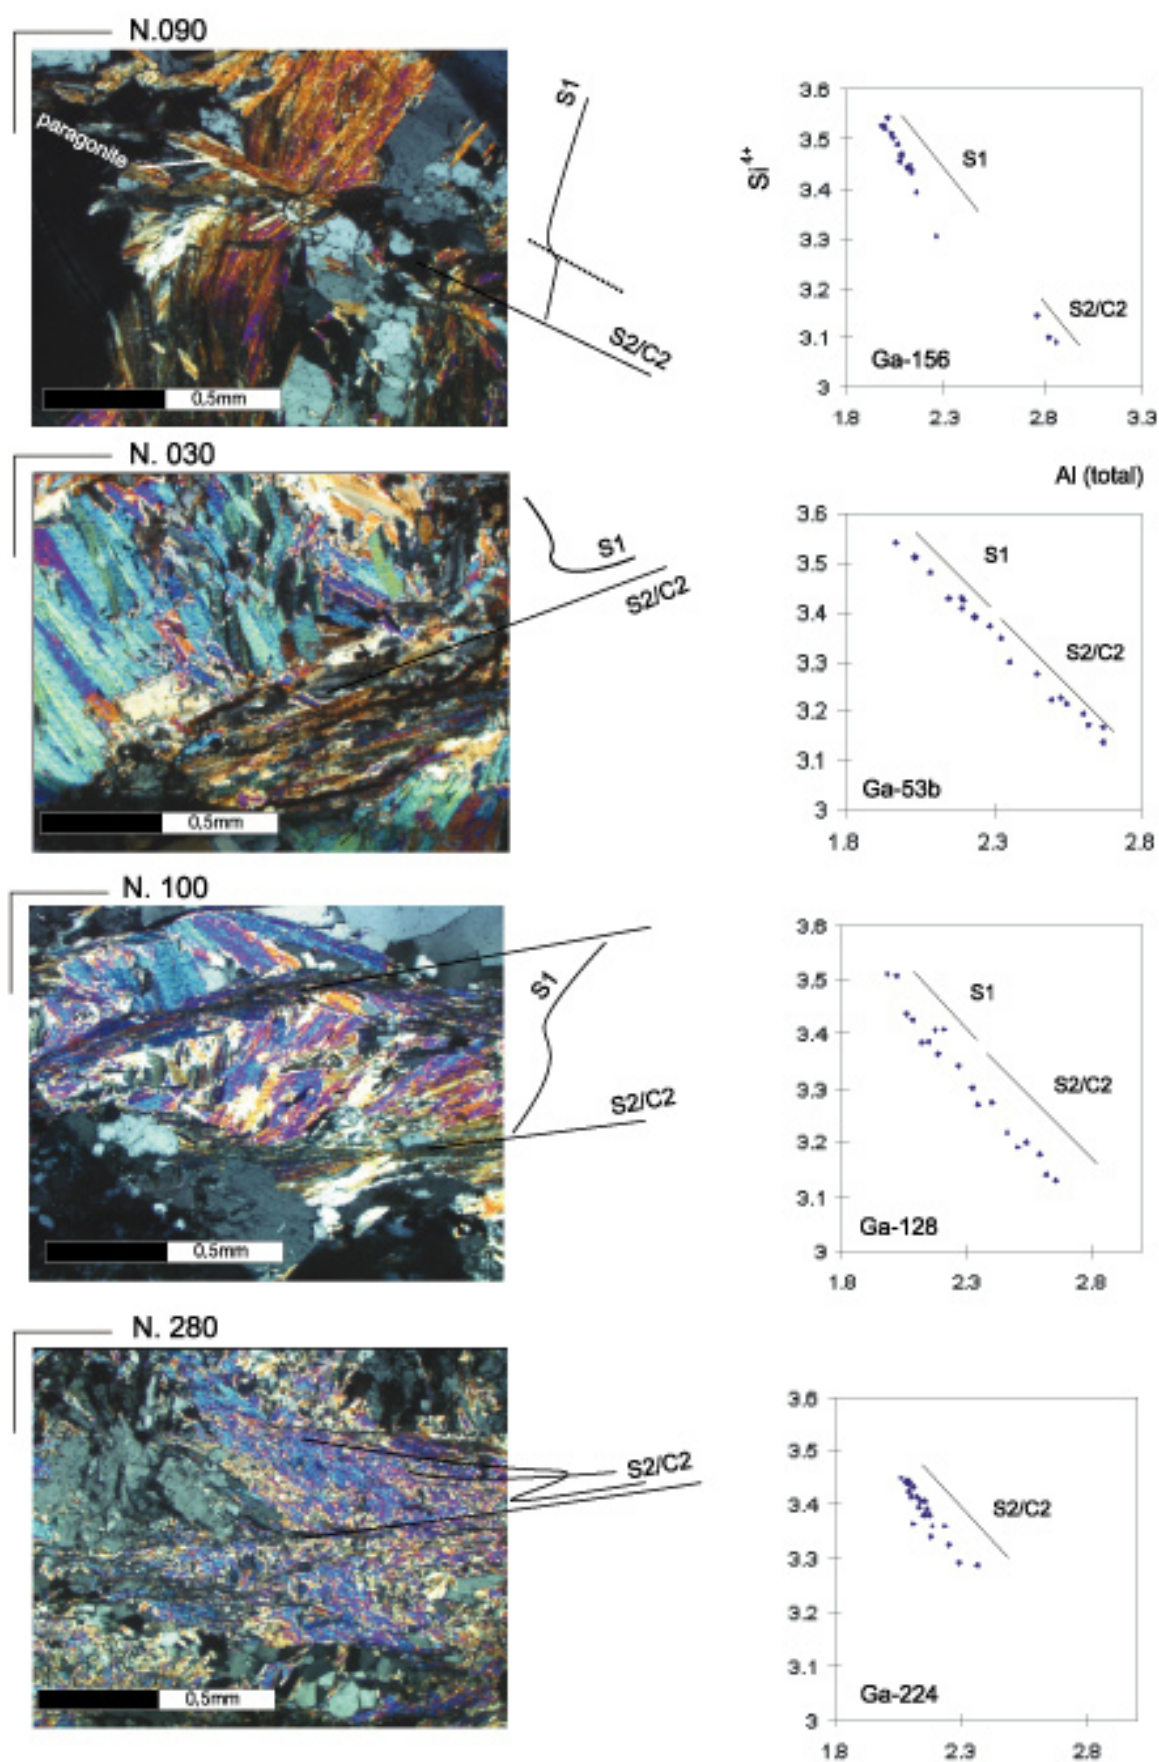 N.090
paragonite
S1
S2/C2
0,5mm
Si4+
3.6
3.5
3.4
3.3
3.2
3.1
3
S1
S2/C2
Ga-156
1.8 2.3 2.8 3.3
Al (total)
N. 030
S1
S2/C2
0,5mm
3.6
3.5
3.4
3.3
3.2
3.1
3
S1
S2/C2
Ga-53b
1.8 2.3 2.8
N. 100
S1
S2/C2
0,5mm
3.6
3.5
3.4
3.3
3.2
3.1
3
S1
S2/C2
Ga-128
1.8 2.3 2.8
N. 280
S2/C2
0,5mm
3.6
3.5
3.4
3.3
3.2
3.1
3
S2/C2
Ga-224
1.8 2.3 2.8